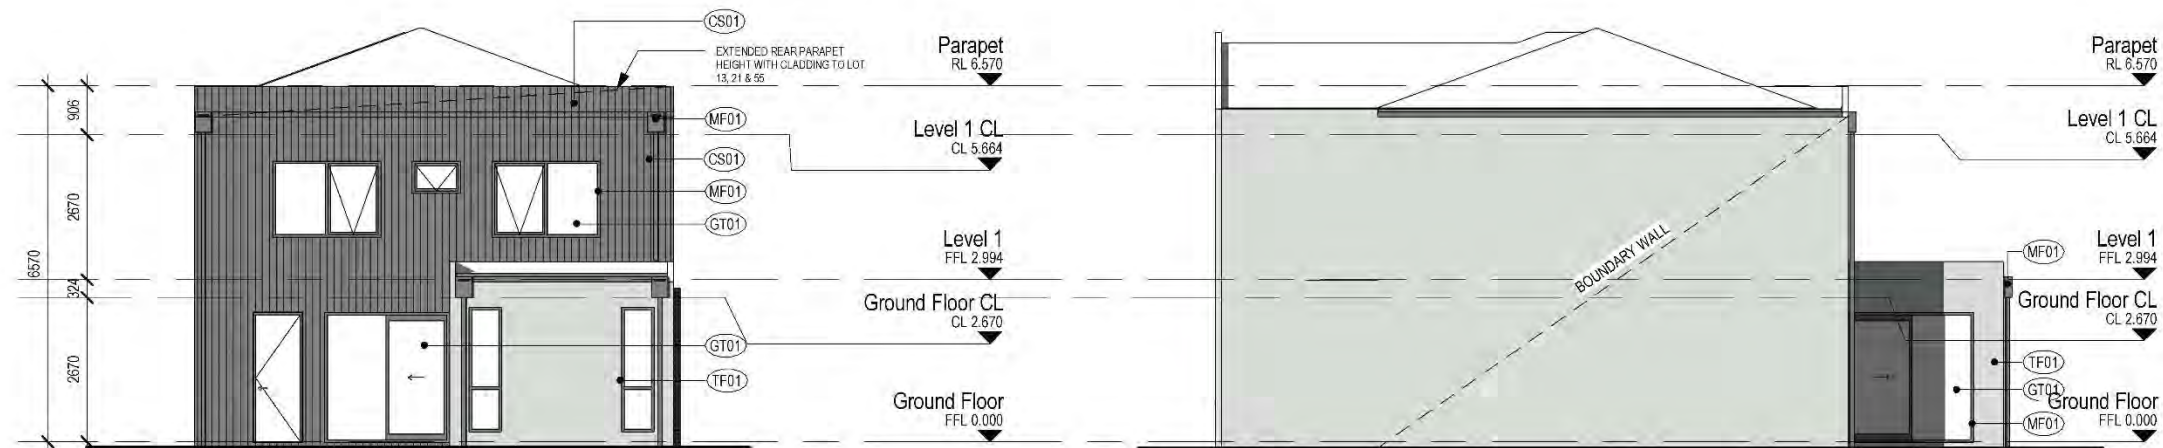 CS01
EXTENDED REAR PARAPET
HEIGHT WITH CLADDING TO LOT
13, 21 & 55
MF01
CS01
MF01
GT01
GT01
TF01
906
2670
324
2670
6570
Parapet
RL 6.570
Level 1 CL
CL 5.664
Level 1
FFL 2.994
Ground Floor CL
CL 2.670
Ground Floor
FFL 0.000
BOUNDARY WALL
MF01
TF01
GT01
MF01
Parapet
RL 6.570
Level 1 CL
CL 5.664
Level 1
FFL 2.994
Ground Floor CL
CL 2.670
Ground Floor
FFL 0.000